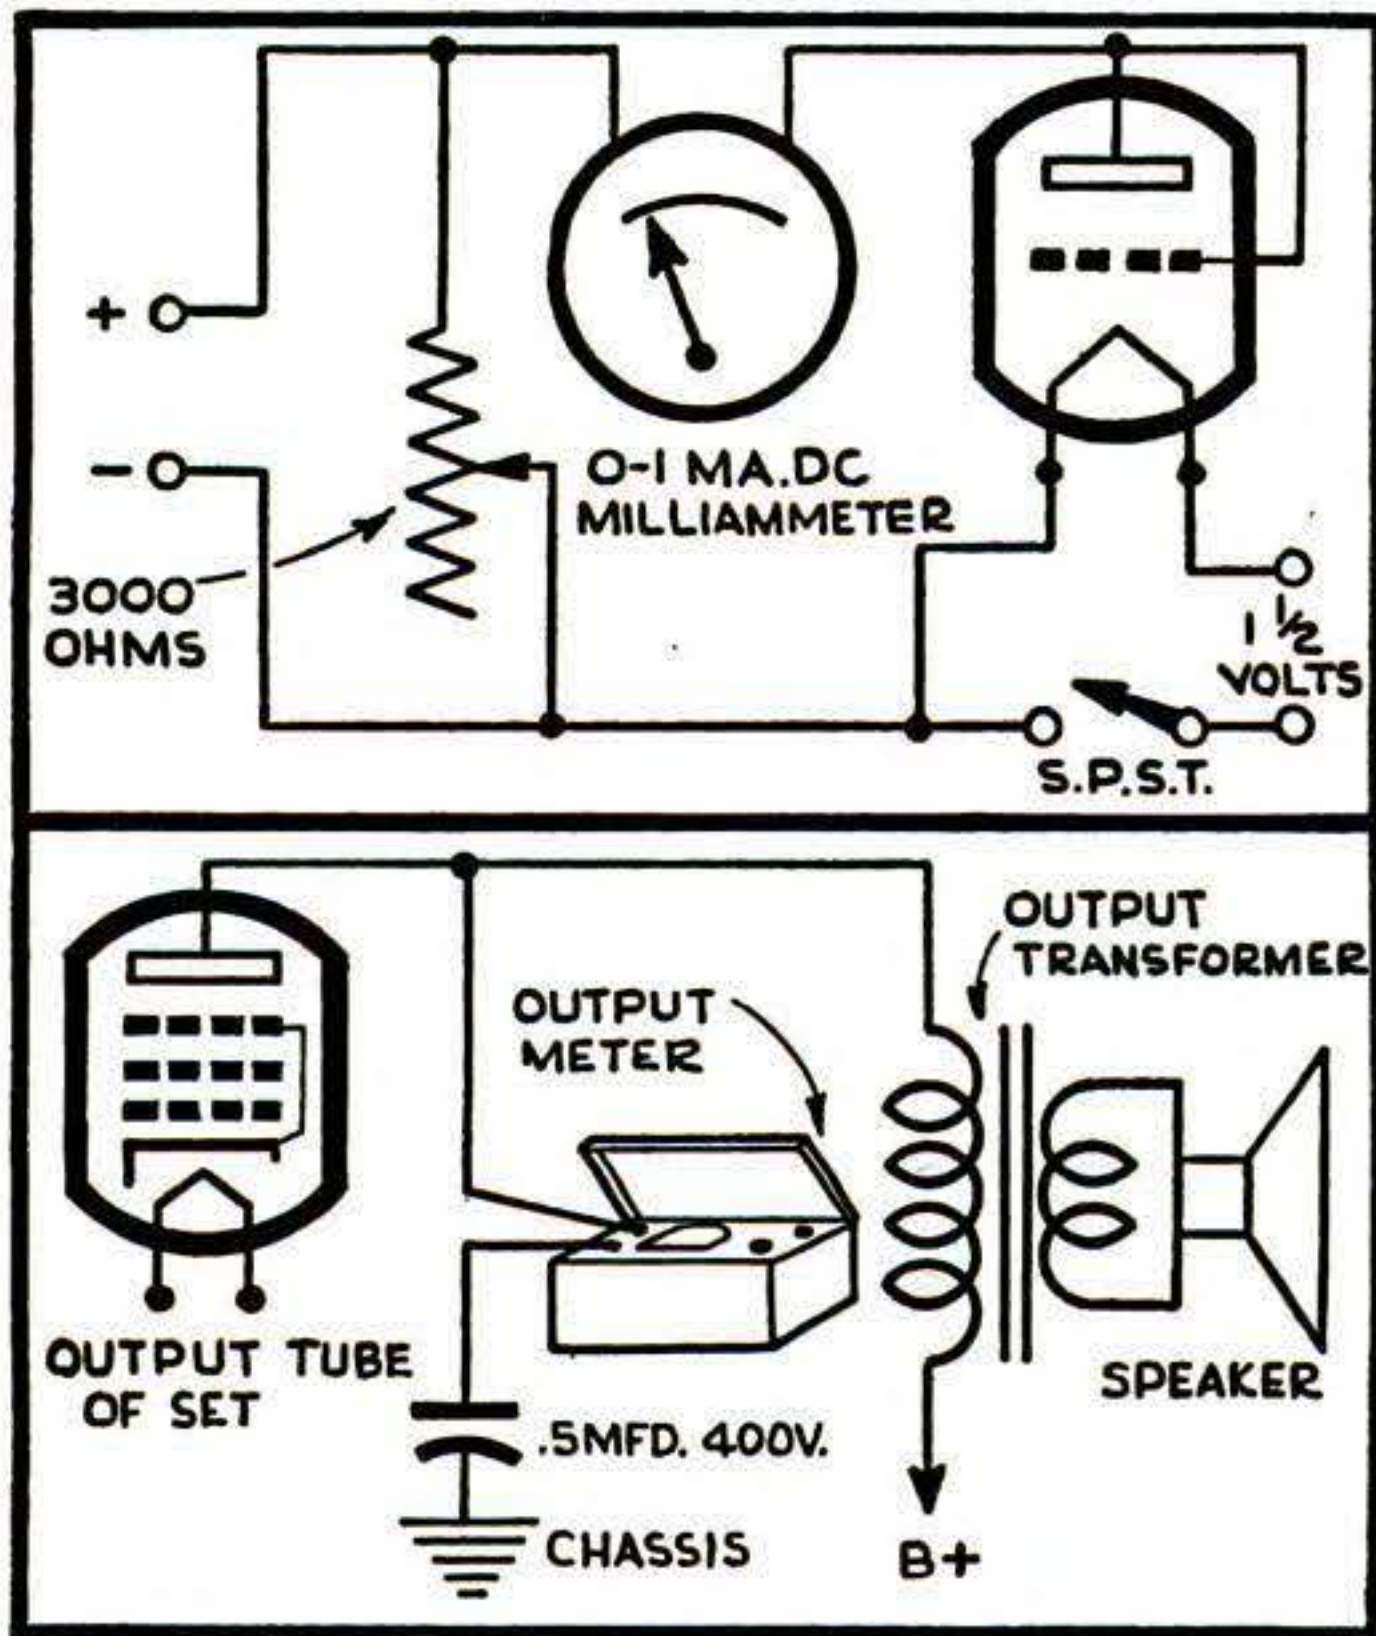 +
-
O-1 MA.DC
MILLIAMMETER
3000
OHMS
1 1/2
VOLTS
S.P.S.T.
OUTPUT
TRANSFORMER
OUTPUT
METER
OUTPUT TUBE
OF SET
SPEAKER
.5MFD. 400V.
CHASSIS
B+